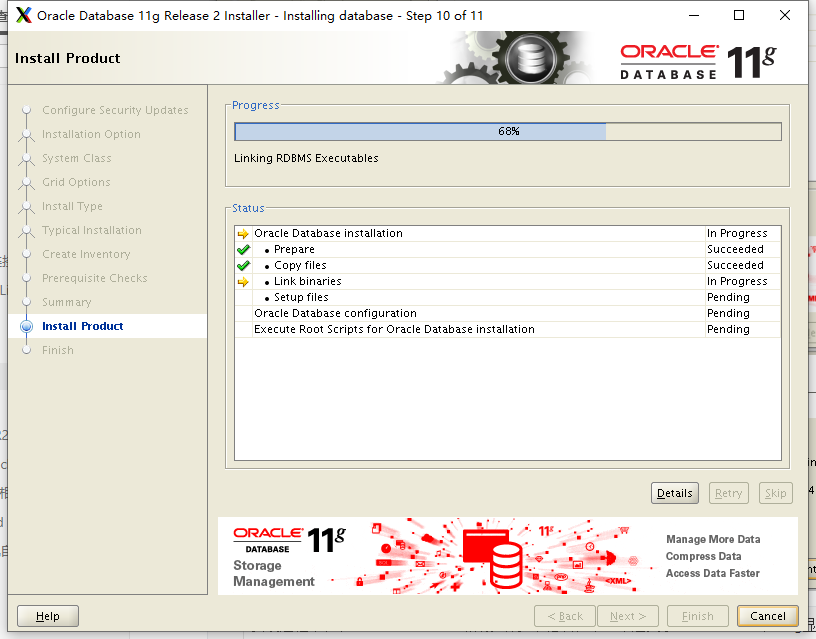 Oracle Database 11g Release 2 Installer - Installing database - Step 10 of 11
Install Product
ORACLE
DATABASE 11g
Configure Security Updates
Installation Option
System Class
Grid Options
Install Type
Typical Installation
Create Inventory
Prerequisite Checks
Summary
Install Product
Finish
Progress
68%
Linking RDBMS Executables
Status
Oracle Database installation In Progress
• Prepare Succeeded
• Copy files Succeeded
• Link binaries In Progress
• Setup files Pending
Oracle Database configuration Pending
Execute Root Scripts for Oracle Database installation Pending
Details Retry Skip
ORACLE
DATABASE 11g
Storage
Management
11g
<XML>
Manage More Data
Compress Data
Access Data Faster
Help < Back Next > Finish Cancel